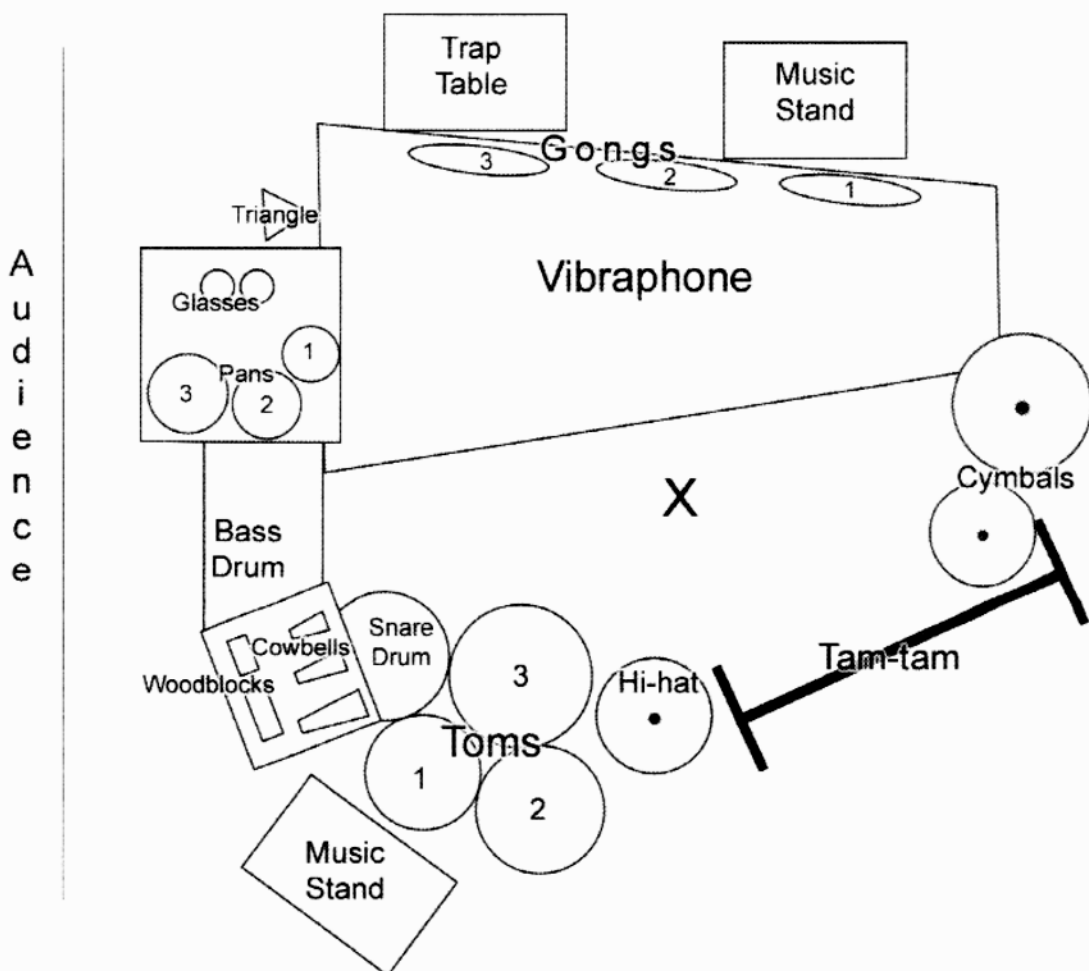 Trap
Table
Music
Stand
Gongs
3
2
1
Triangle
Audience
Vibraphone
Glasses
1
Pans
3
2
X
Cymbals
Bass
Drum
Snare
Drum
Cowbells
Woodblocks
3
Hi-hat
Tam-tam
Toms
1
2
Music
Stand